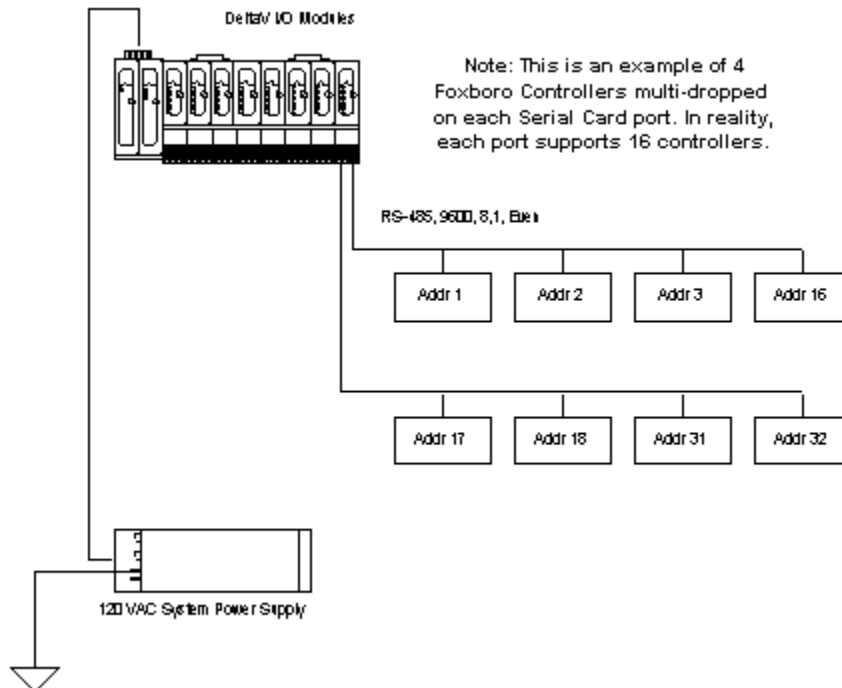 DeltaV I/O Modules
Note: This is an example of 4
Foxboro Controllers multi-dropped
on each Serial Card port. In reality,
each port supports 16 controllers.
RS-485, 9600, 8,1, Even
Addr 1
Addr 2
Addr 3
Addr 16
Addr 17
Addr 18
Addr 31
Addr 32
120 VAC System Power Supply